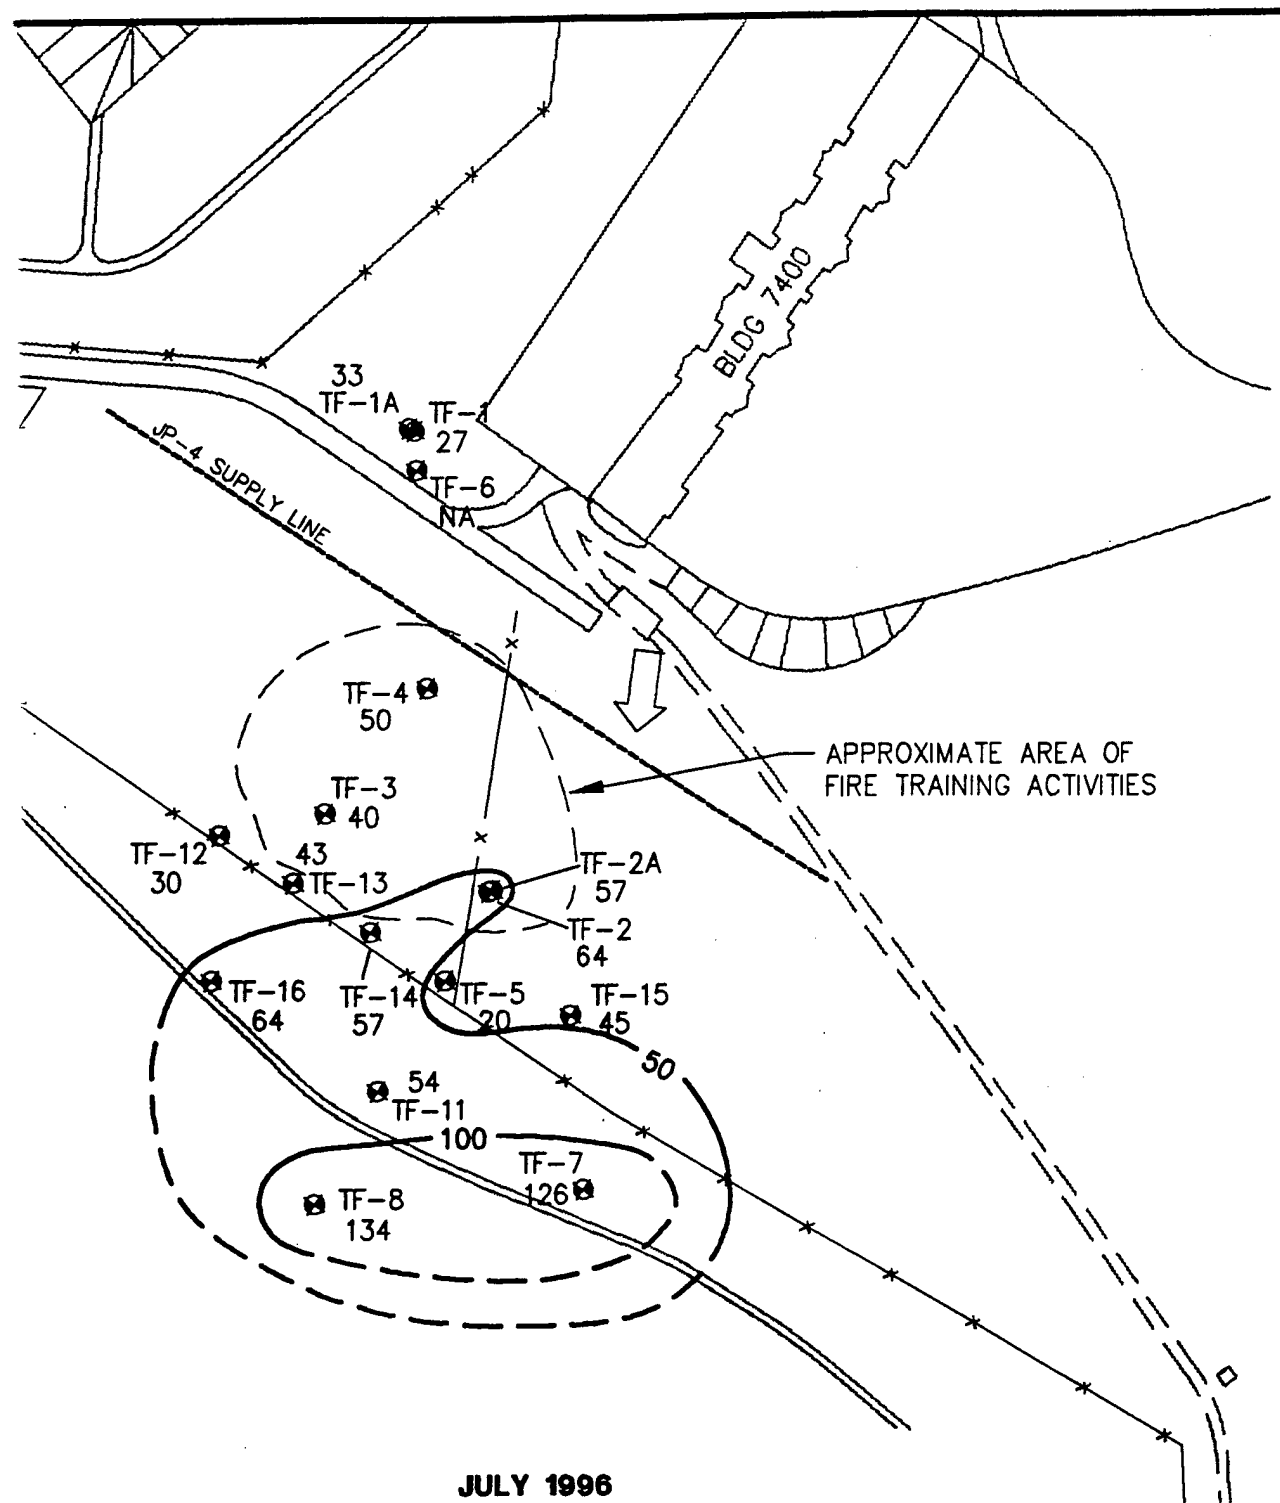 BLDG 7400
33
TF-1A
TF-1
27
TF-6
NA
JP-4 SUPPLY LINE
TF-4
50
APPROXIMATE AREA OF
FIRE TRAINING ACTIVITIES
TF-3
40
TF-12
30
43
TF-13
TF-2A
57
TF-2
64
TF-16
64
TF-14
57
TF-5
20
TF-15
45
50
54
TF-11
100
TF-7
126
TF-8
134
JULY 1996